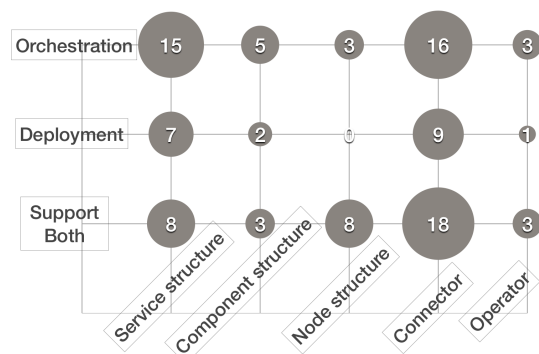 Orchestration 15 5 3 16 3
Deployment 7 2 0 9 1
Support
Both
8 3 8 18 3
Service structure
Component structure
Node structure
Connector
Operator